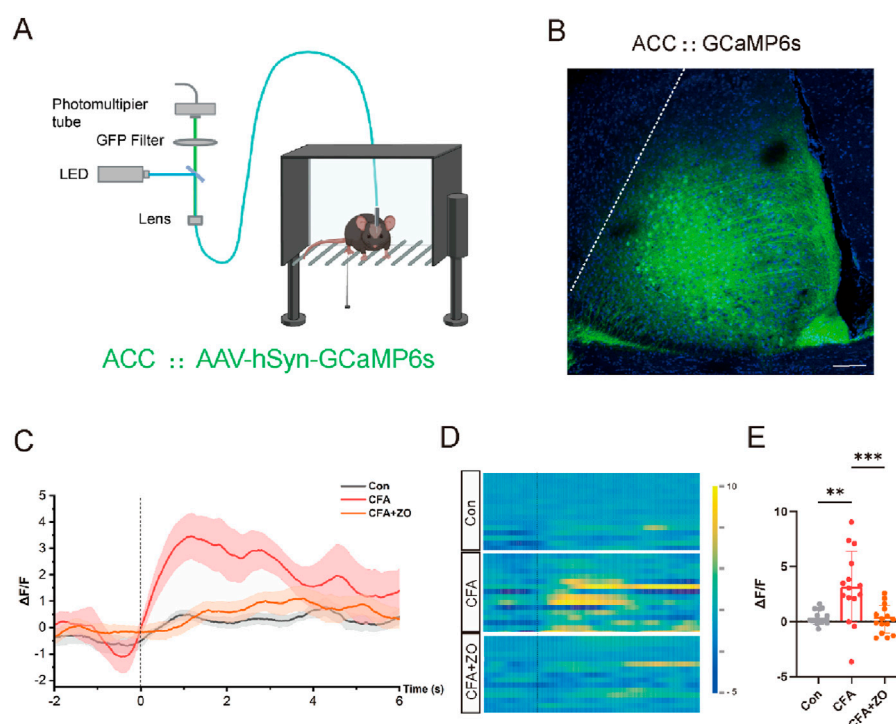 A
Photomultipier
tube
GFP Filter
LED
Lens
ACC :: AAV-hSyn-GCaMP6s
B
ACC :: GCaMP6s
C
Con
CFA
CFA+ZO
ΔF/F
5
4
3
2
1
0
-1
-2
-2
0
2
4
6
Time (s)
D
Con
CFA
CFA+ZO
10
-5
E
**
***
ΔF/F
10
5
0
-5
Con
CFA
CFA+ZO